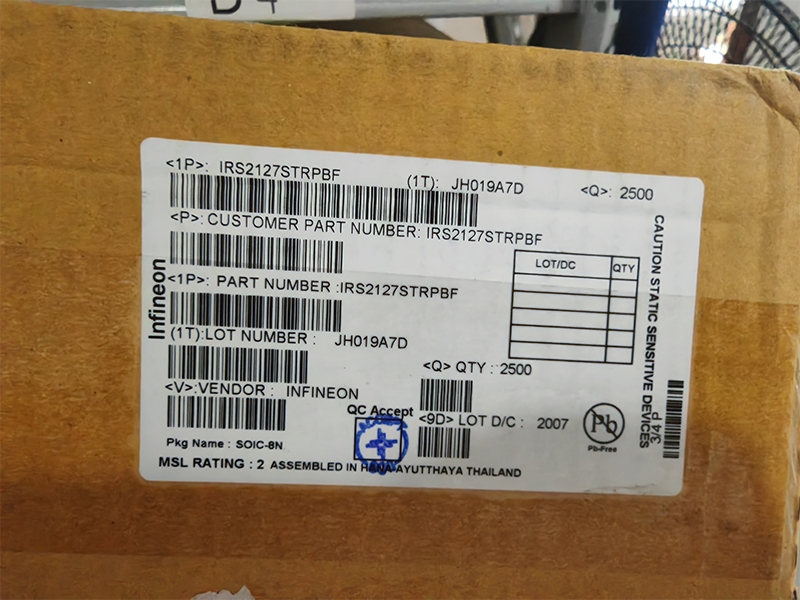 <1P>: IRS2127STRPBF (1T): JH019A7D <Q>: 2500
<P>: CUSTOMER PART NUMBER: IRS2127STRPBF
LOT/DC QTY
<1P>: PART NUMBER :IRS2127STRPBF
(1T):LOT NUMBER : JH019A7D
<Q> QTY : 2500
<V>:VENDOR : INFINEON
QC Accept
<9D> LOT D/C : 2007
Pb
Pb-Free
Pkg Name : SOIC-8N
MSL RATING : 2 ASSEMBLED IN HANA-AYUTTHAYA THAILAND
Infineon
CAUTION STATIC SENSITIVE DEVICES
3/4 P